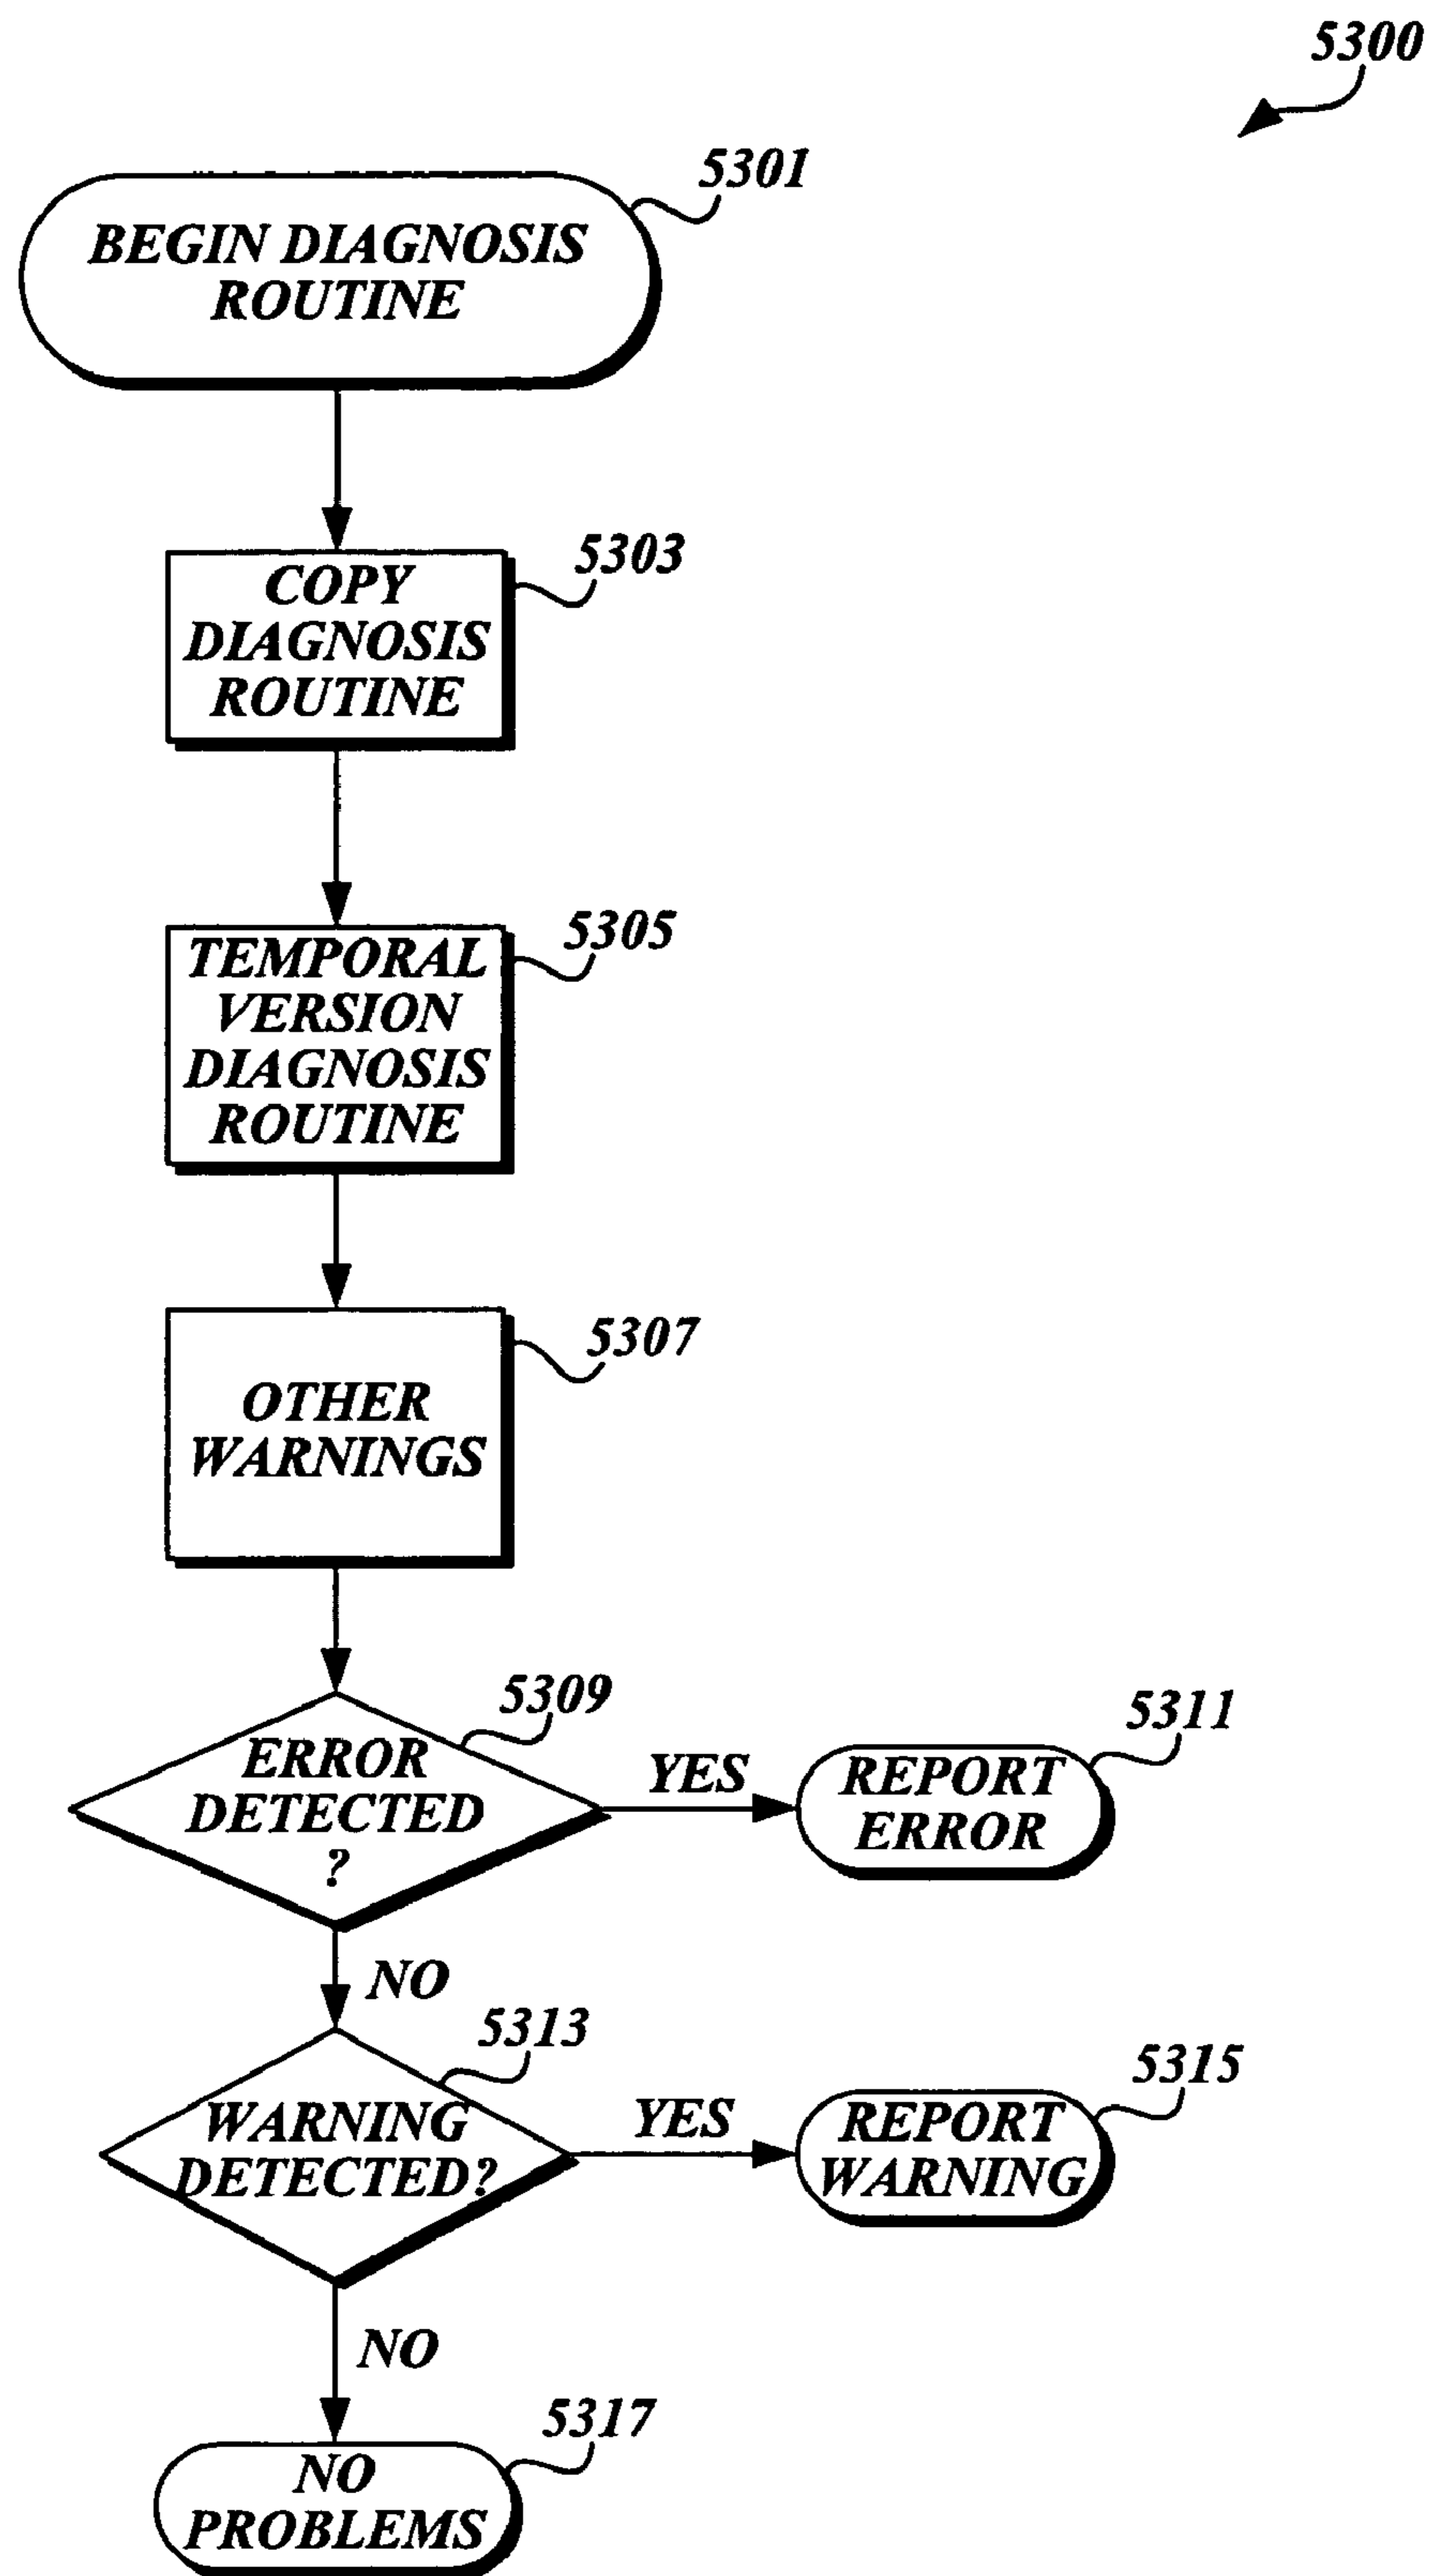 5300
5301
BEGIN DIAGNOSIS
ROUTINE
5303
COPY
DIAGNOSIS
ROUTINE
5305
TEMPORAL
VERSION
DIAGNOSIS
ROUTINE
5307
OTHER
WARNINGS
5309
ERROR
DETECTED
?
YES
5311
REPORT
ERROR
NO
5313
WARNING
DETECTED?
YES
5315
REPORT
WARNING
NO
5317
NO
PROBLEMS